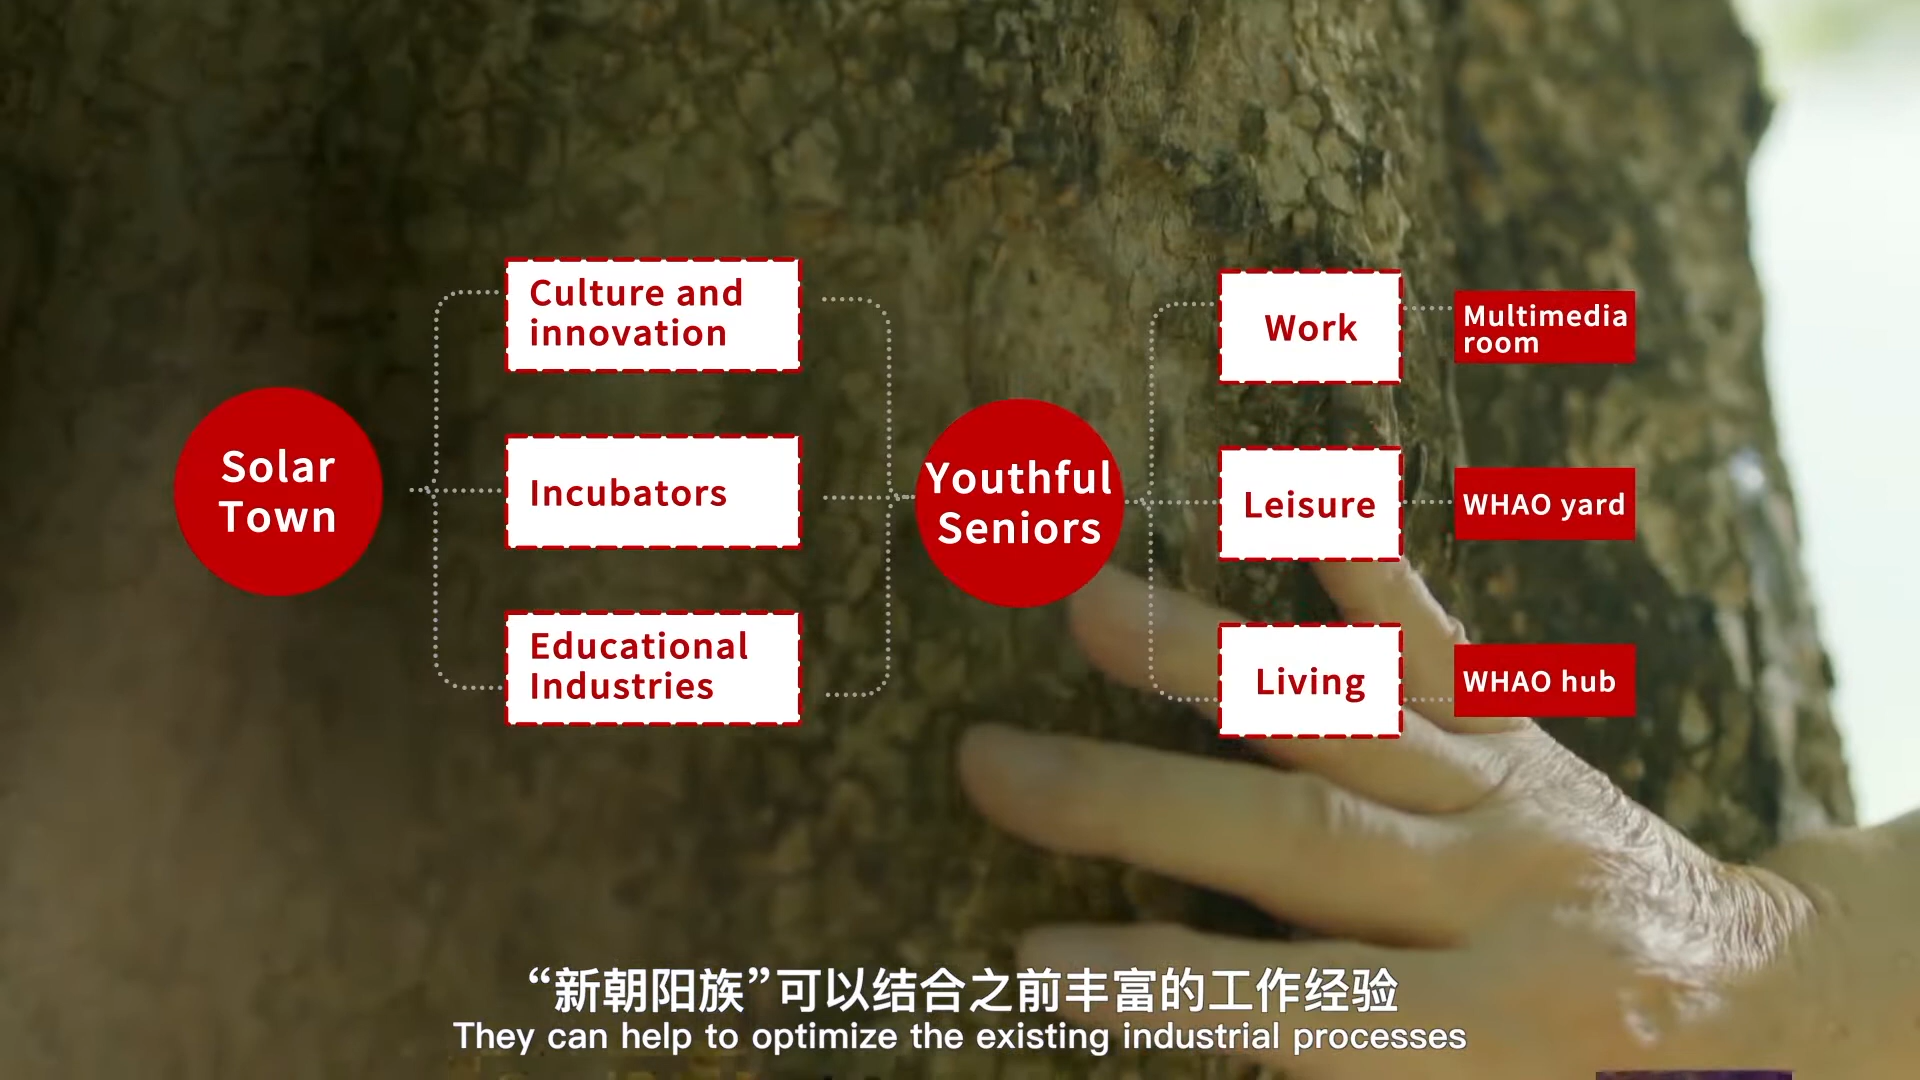 Solar
Town
Culture and
innovation
Incubators
Educational
Industries
Youthful
Seniors
Work
Leisure
Living
Multimedia
room
WHAO yard
WHAO hub
“新朝阳族”可以结合之前丰富的工作经验
They can help to optimize the existing industrial processes